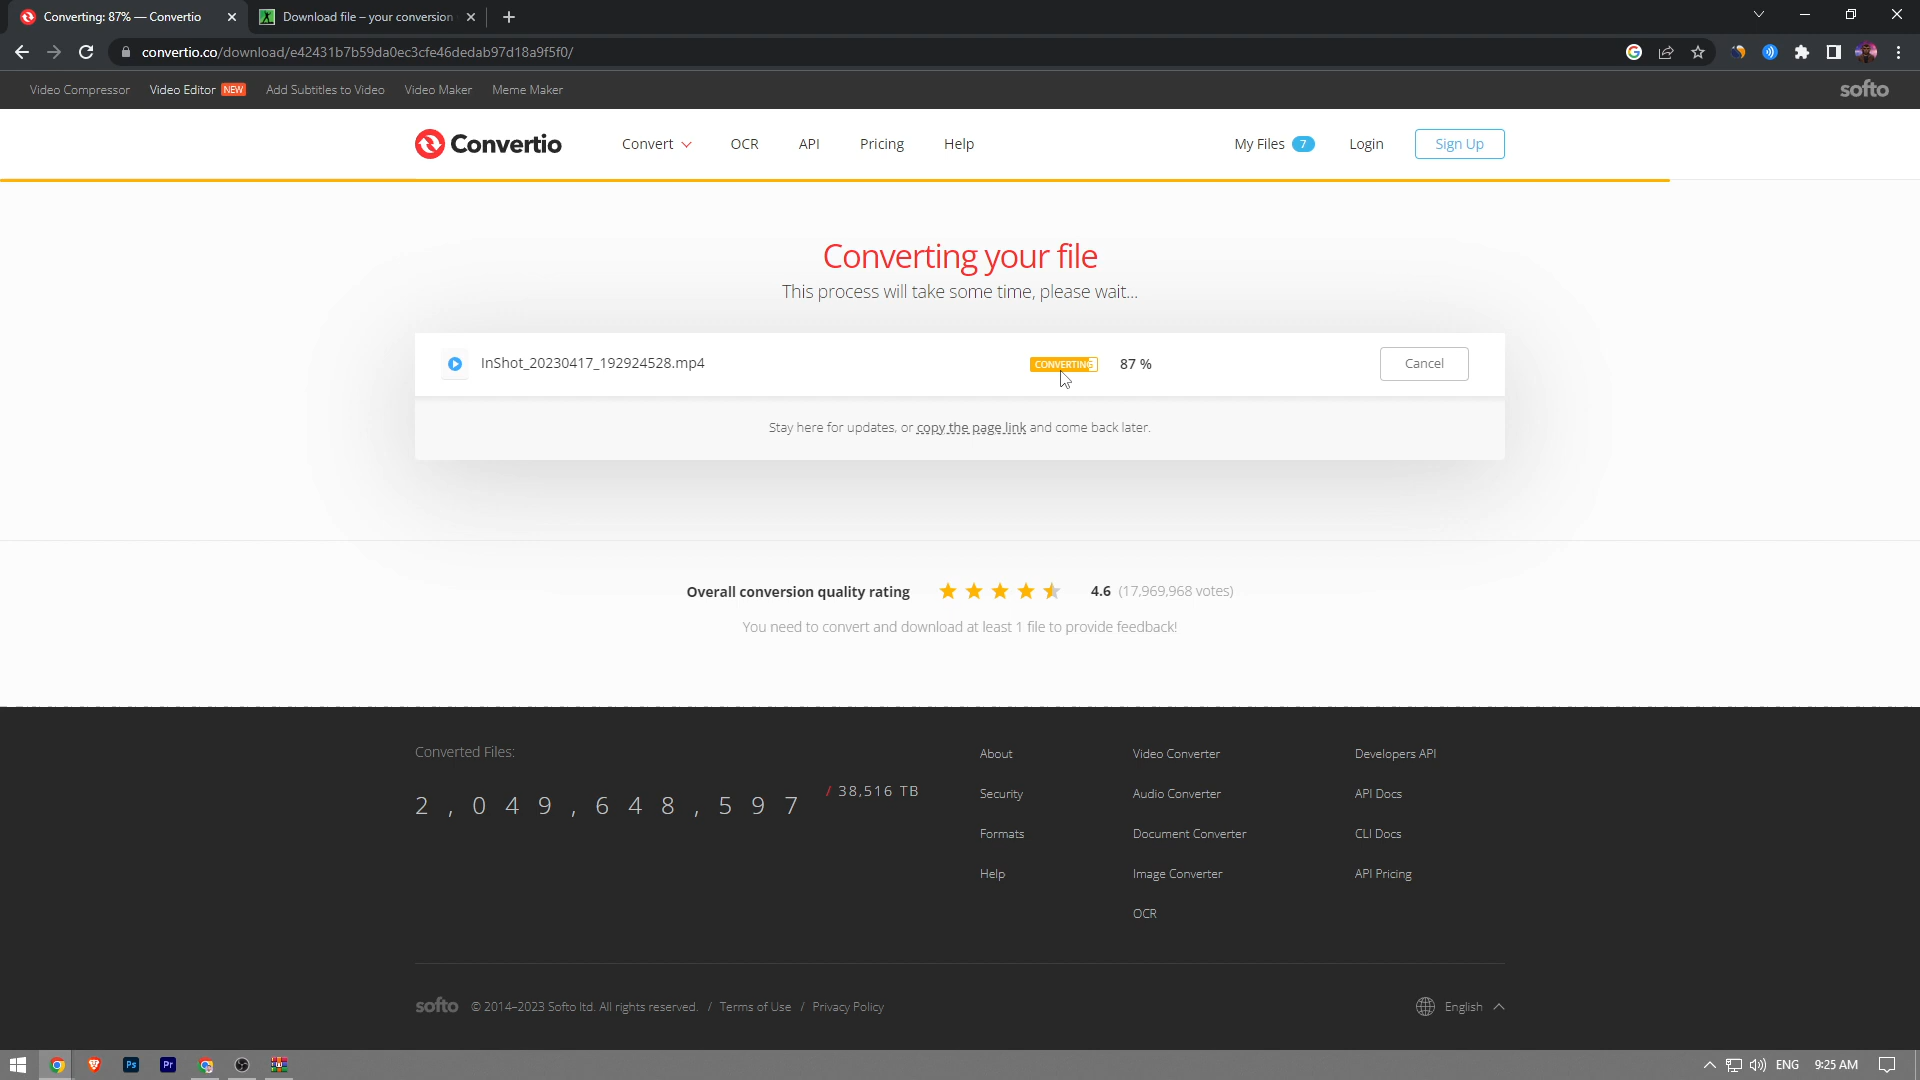 Converting: 87% — Convertio
Download file – your conversion
convertio.co/download/e42431b7b59da0ec3cfe46dedab97d18a9f5f0/
Video Compressor
Video Editor NEW
Add Subtitles to Video
Video Maker
Meme Maker
softo
Convertio
Convert
OCR
API
Pricing
Help
My Files 7
Login
Sign Up
Converting your file
This process will take some time, please wait...
InShot_20230417_192924528.mp4
CONVERTING
87 %
Cancel
Stay here for updates, or copy the page link and come back later.
Overall conversion quality rating
4.6 (17,969,968 votes)
You need to convert and download at least 1 file to provide feedback!
Converted Files:
2,049,648,597
/ 38,516 TB
About
Security
Formats
Help
Video Converter
Audio Converter
Document Converter
Image Converter
OCR
Developers API
API Docs
CLI Docs
API Pricing
softo © 2014–2023 Softo ltd. All rights reserved. / Terms of Use / Privacy Policy
English
Ps
Pr
ENG
9:25 AM